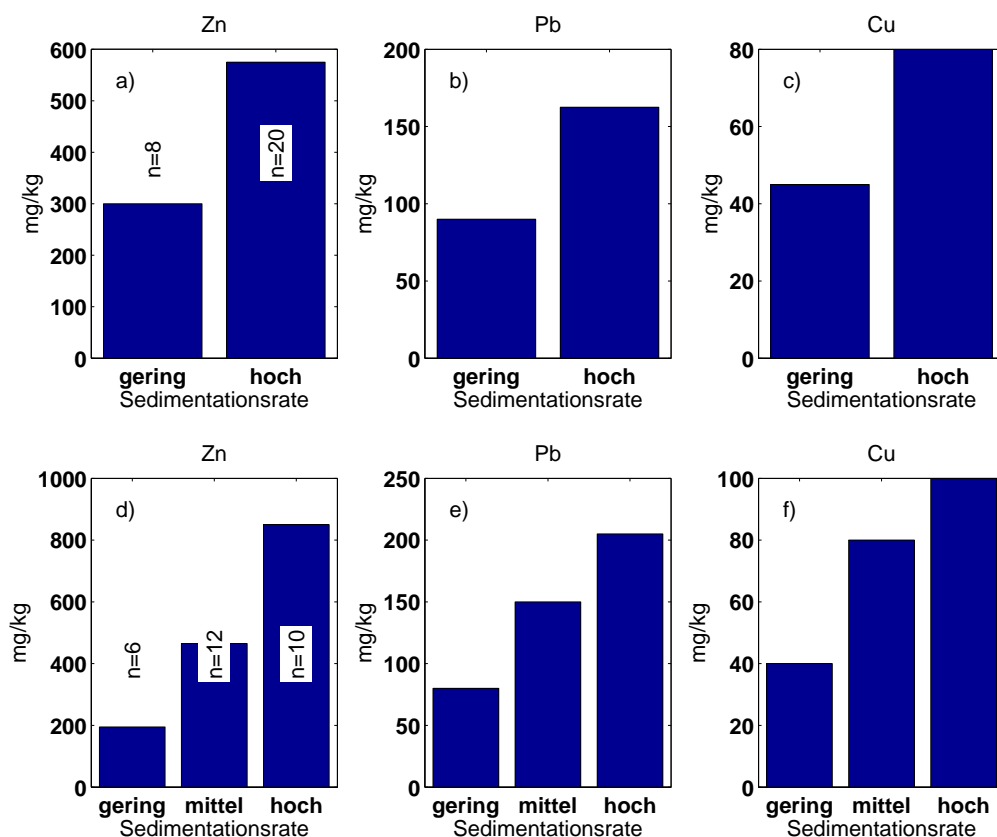 Zn
a)
n=8
n=20
600
500
400
300
200
100
0
mg/kg
gering hoch
Sedimentationsrate
Pb
b)
200
150
100
50
0
mg/kg
gering hoch
Sedimentationsrate
Cu
c)
80
60
40
20
0
mg/kg
gering hoch
Sedimentationsrate
Zn
d)
n=6
n=12
n=10
1000
800
600
400
200
0
mg/kg
gering mittel hoch
Sedimentationsrate
Pb
e)
250
200
150
100
50
0
mg/kg
gering mittel hoch
Sedimentationsrate
Cu
f)
100
80
60
40
20
0
mg/kg
gering mittel hoch
Sedimentationsrate